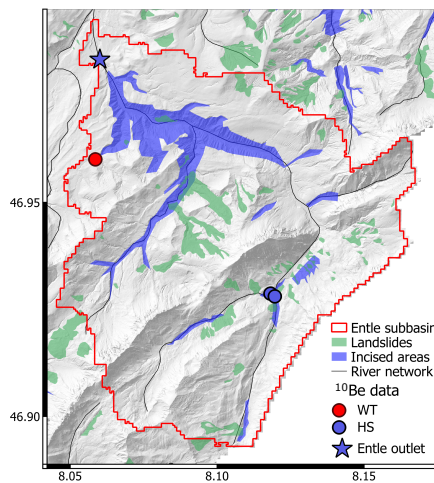 46.95
46.90
Entle subbasin
Landslides
Incised areas
River network
¹⁰Be data
WT
HS
Entle outlet
8.05
8.10
8.15